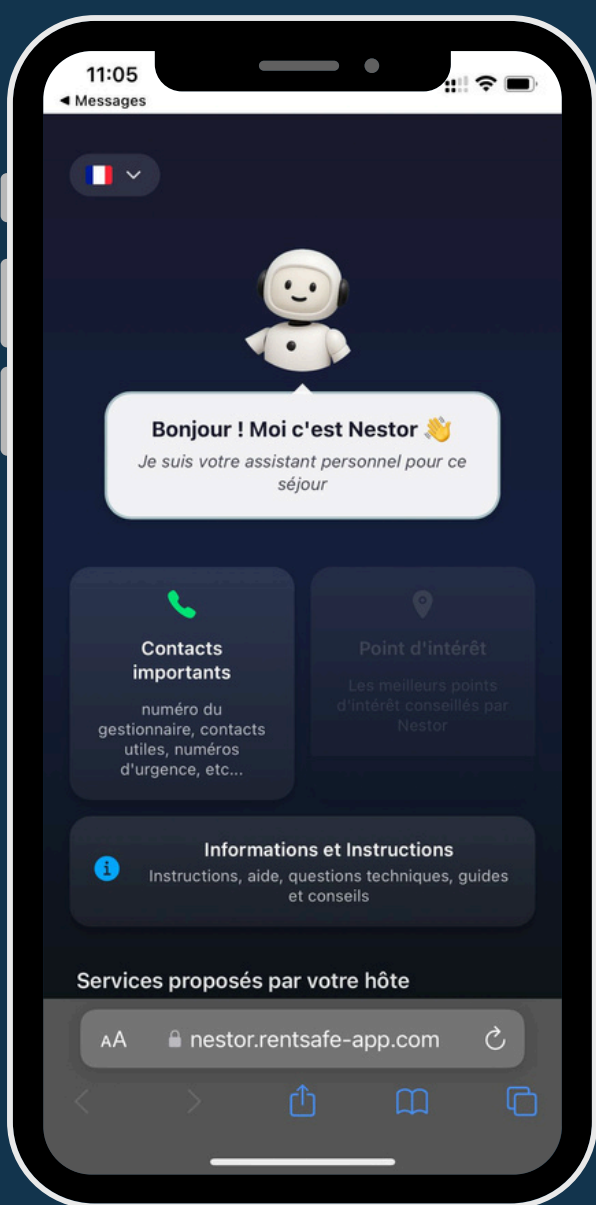 11:05
◀ Messages
Bonjour ! Moi c'est Nestor 👋
Je suis votre assistant personnel pour ce
séjour
Contacts
importants
numéro du
gestionnaire, contacts
utiles, numéros
d'urgence, etc...
Point d'intérêt
Les meilleurs points
d'intérêt conseillés par
Nestor
Informations et Instructions
Instructions, aide, questions techniques, guides
et conseils
Services proposés par votre hôte
AA nestor.rentsafe-app.com